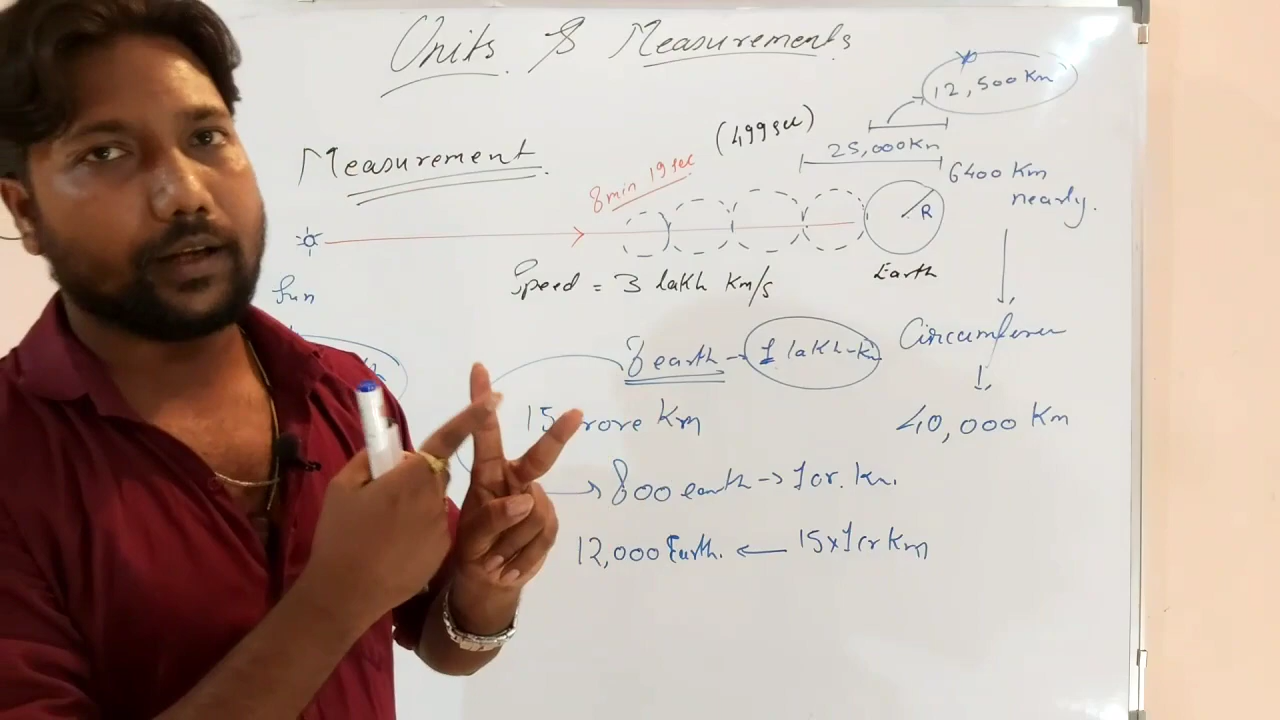 Units & Measurements
12,500 Km
Measurement
(499 sec)
8 min 19 sec
25,000 Km
6400 Km
nearly.
R
Sun
Speed = 3 lakh Km/s
Earth
8 earth → 1 lakh-km
Circumference
15 crore Km
40,000 Km
800 earth → 1 cr. Km.
12,000 Earth. ← 15x1 cr Km